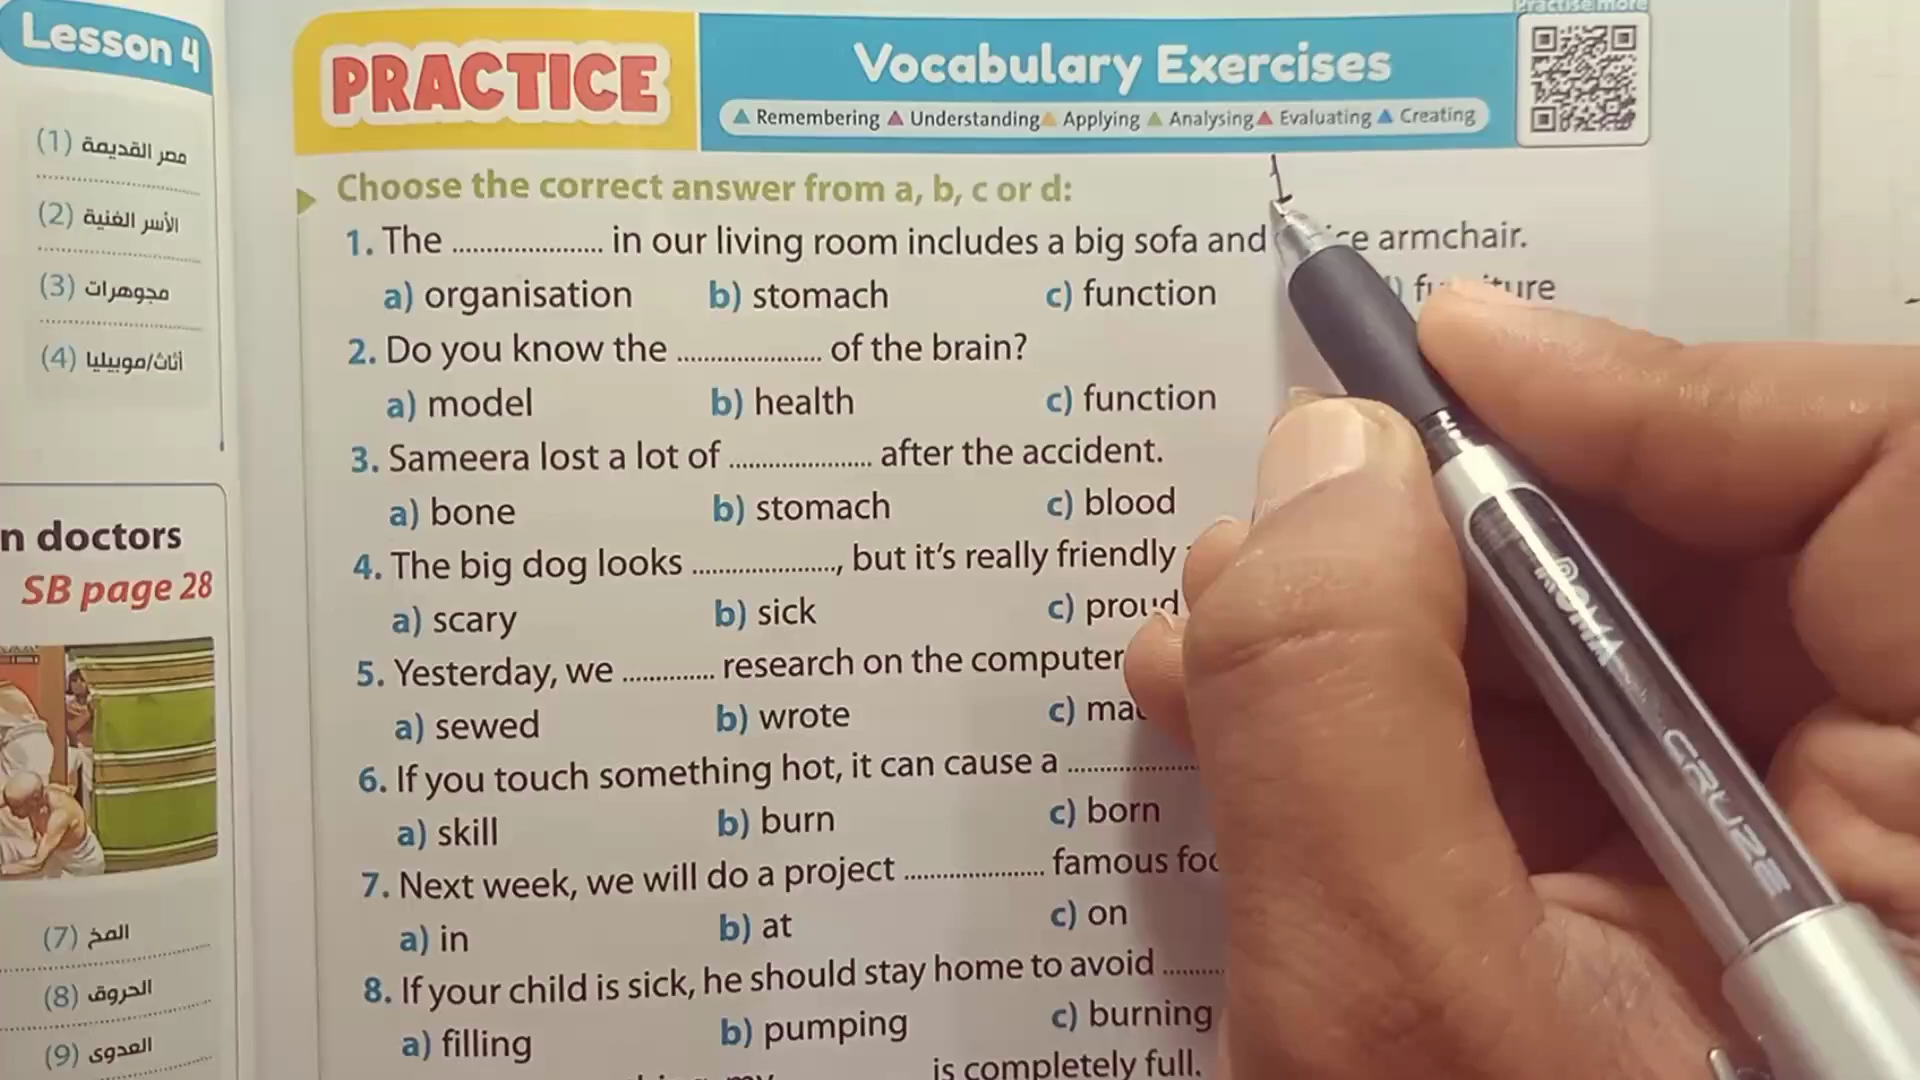 Lesson 4
(1) مصر القديمة
(2) الأسر الغنية
(3) مجوهرات
(4) أثاث/موبيليا
n doctors
SB page 28
(7) المخ
(8) الحروق
(9) العدوى
Practise more
PRACTICE
Vocabulary Exercises
Remembering Understanding Applying Analysing Evaluating Creating
Choose the correct answer from a, b, c or d:
1. The ...................... in our living room includes a big sofa and armchair.
a) organisation b) stomach c) function
2. Do you know the ..................... of the brain?
a) model b) health c) function
3. Sameera lost a lot of ..................... after the accident.
a) bone b) stomach c) blood
4. The big dog looks ....................., but it's really friendly
a) scary b) sick c) proud
5. Yesterday, we .............. research on the computer
a) sewed b) wrote c)
6. If you touch something hot, it can cause a ...................
a) skill b) burn c) born
7. Next week, we will do a project ..................... famous
a) in b) at c) on
8. If your child is sick, he should stay home to avoid .........
a) filling b) pumping c) burning
is completely full.
ROMA CRUZE